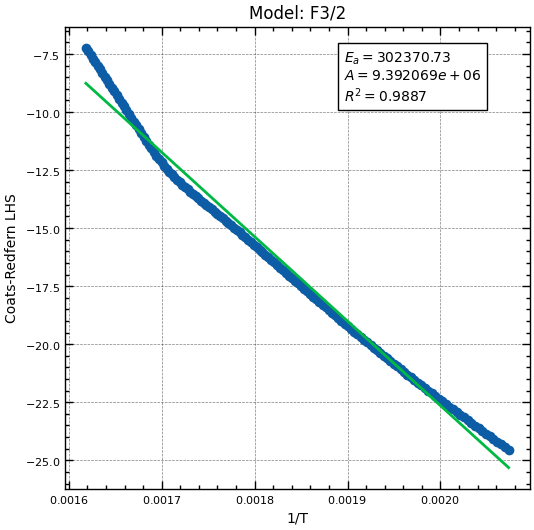 Model: F3/2
E_a = 302370.73
A = 9.392069e + 06
R² = 0.9887
−7.5
−10.0
−12.5
−15.0
−17.5
−20.0
−22.5
−25.0
Coats-Redfern LHS
0.0016 0.0017 0.0018 0.0019 0.0020
1/T